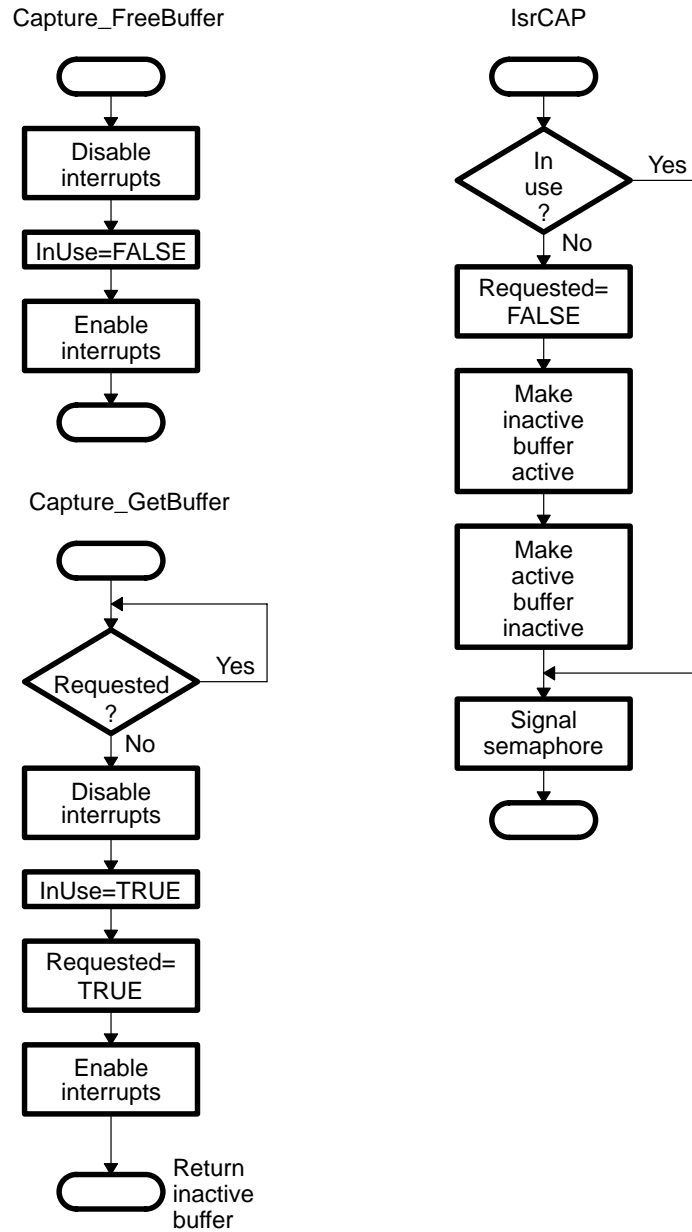 Capture_FreeBuffer
Disable
interrupts
InUse=FALSE
Enable
interrupts
Capture_GetBuffer
Requested
?
Yes
No
Disable
interrupts
InUse=TRUE
Requested=
TRUE
Enable
interrupts
Return
inactive
buffer
IsrCAP
In
use
?
Yes
No
Requested=
FALSE
Make
inactive
buffer
active
Make
active
buffer
inactive
Signal
semaphore